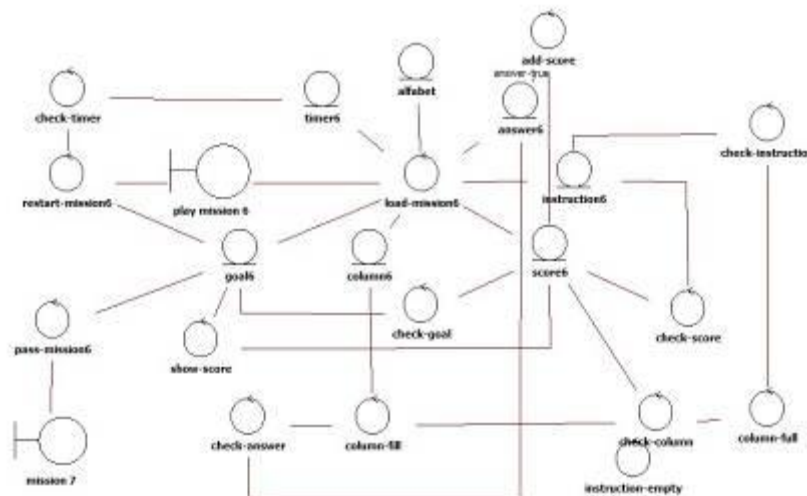 add-score
answer-true
alfabet
check-timer
timer6
answer6
check-instruction
restart-mission6
play mission 6
load-mission6
instruction6
goal6
column6
score6
check-goal
check-score
pass-mission6
show-score
check-answer
column-fill
check-column
column-full
mission 7
instruction-empty